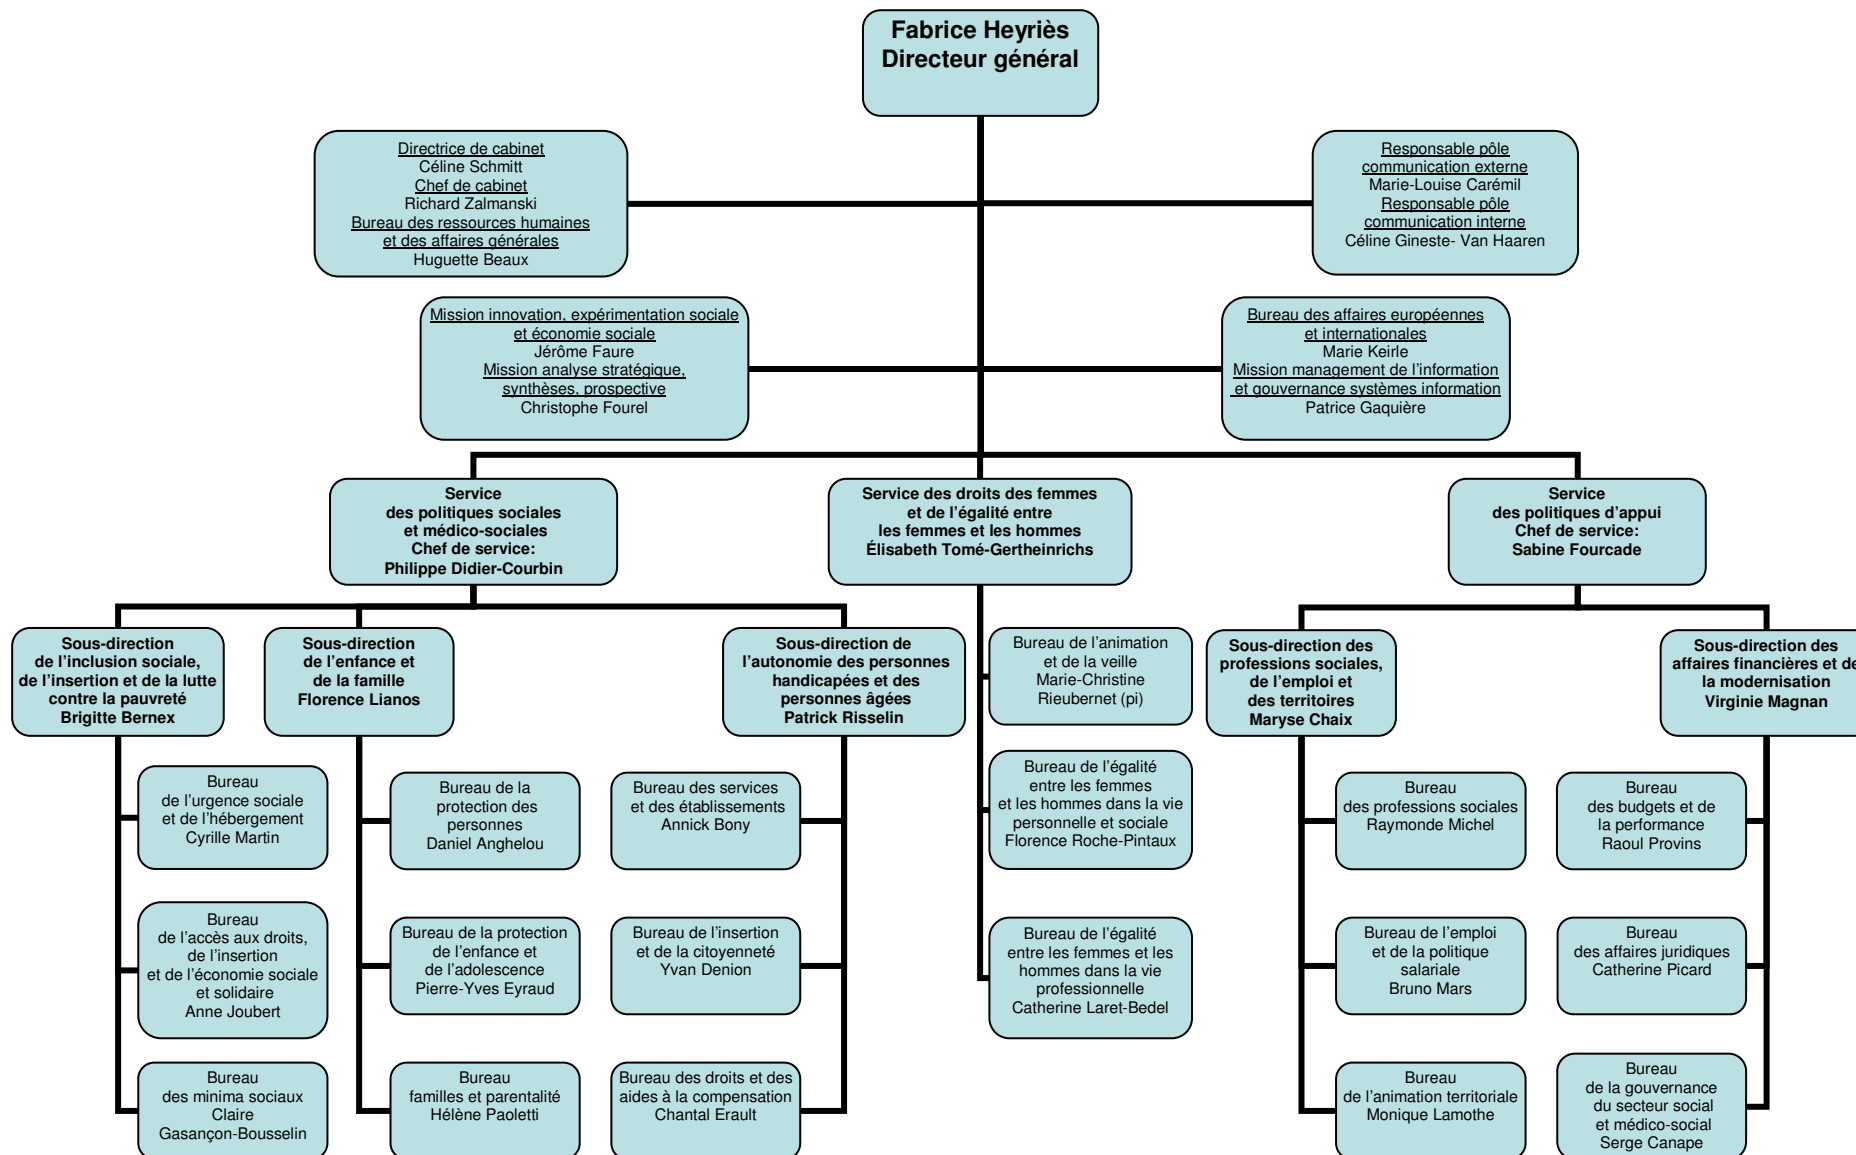 Fabrice Heyriès
Directeur général
Directrice de cabinet
Céline Schmitt
Chef de cabinet
Richard Zalmanski
Bureau des ressources humaines
et des affaires générales
Huguette Beaux
Responsable pôle
communication externe
Marie-Louise Carémil
Responsable pôle
communication interne
Céline Gineste- Van Haaren
Mission innovation, expérimentation sociale
et économie sociale
Jérôme Faure
Mission analyse stratégique,
synthèses, prospective
Christophe Fourel
Bureau des affaires européennes
et internationales
Marie Keirle
Mission management de l’information
et gouvernance systèmes information
Patrice Gaquière
Service
des politiques sociales
et médico-sociales
Chef de service:
Philippe Didier-Courbin
Service des droits des femmes
et de l’égalité entre
les femmes et les hommes
Élisabeth Tomé-Gertheinrichs
Service
des politiques d’appui
Chef de service:
Sabine Fourcade
Sous-direction
de l’inclusion sociale,
de l’insertion et de la lutte
contre la pauvreté
Brigitte Bernex
Sous-direction
de l’enfance et
de la famille
Florence Lianos
Sous-direction de
l’autonomie des personnes
handicapées et des
personnes âgées
Patrick Risselin
Bureau de l’animation
et de la veille
Marie-Christine
Rieubernet (pi)
Sous-direction des
professions sociales,
de l’emploi et
des territoires
Maryse Chaix
Sous-direction des
affaires financières et de
la modernisation
Virginie Magnan
Bureau
de l’urgence sociale
et de l’hébergement
Cyrille Martin
Bureau de la
protection des
personnes
Daniel Anghelou
Bureau des services
et des établissements
Annick Bony
Bureau de l’égalité
entre les femmes
et les hommes dans la vie
personnelle et sociale
Florence Roche-Pintaux
Bureau
des professions sociales
Raymonde Michel
Bureau
des budgets et de
la performance
Raoul Provins
Bureau
de l’accès aux droits,
de l’insertion
et de l’économie sociale
et solidaire
Anne Joubert
Bureau de la protection
de l’enfance et
de l’adolescence
Pierre-Yves Eyraud
Bureau de l’insertion
et de la citoyenneté
Yvan Denion
Bureau de l’égalité
entre les femmes et les
hommes dans la vie
professionnelle
Catherine Laret-Bedel
Bureau de l’emploi
et de la politique
salariale
Bruno Mars
Bureau
des affaires juridiques
Catherine Picard
Bureau
des minima sociaux
Claire
Gasançon-Bousselin
Bureau
familles et parentalité
Hélène Paoletti
Bureau des droits et des
aides à la compensation
Chantal Erault
Bureau
de l’animation territoriale
Monique Lamothe
Bureau
de la gouvernance
du secteur social
et médico-social
Serge Canape